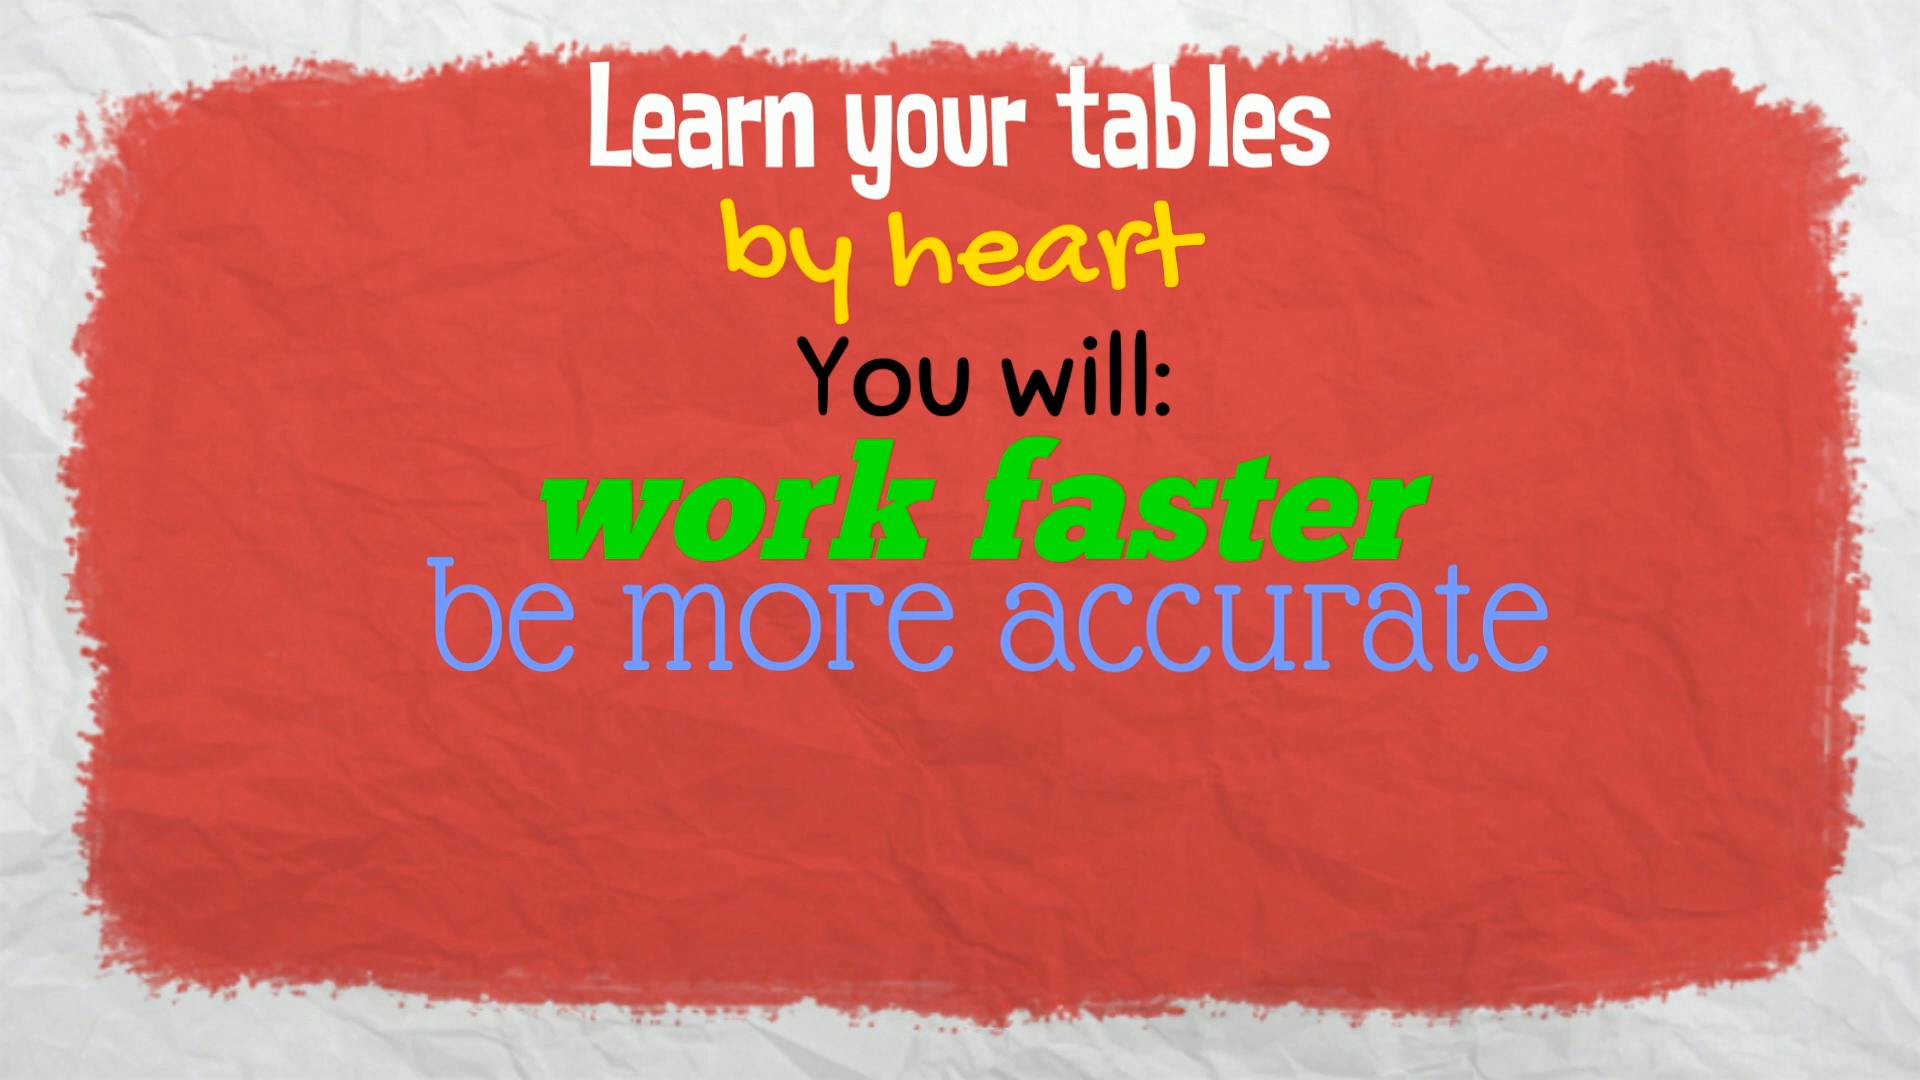 Learn your tables
by heart
You will:
work faster
be more accurate